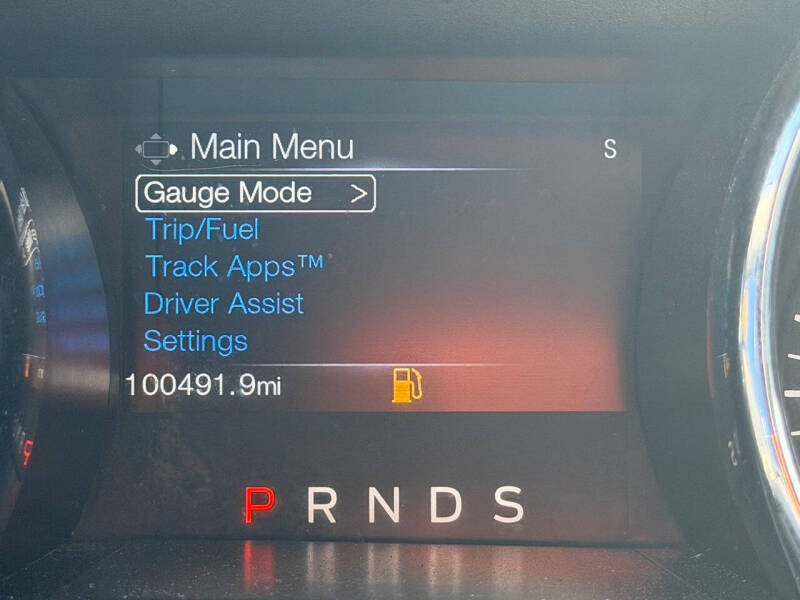 Main Menu S
Gauge Mode >
Trip/Fuel
Track Apps™
Driver Assist
Settings
100491.9mi
P R N D S